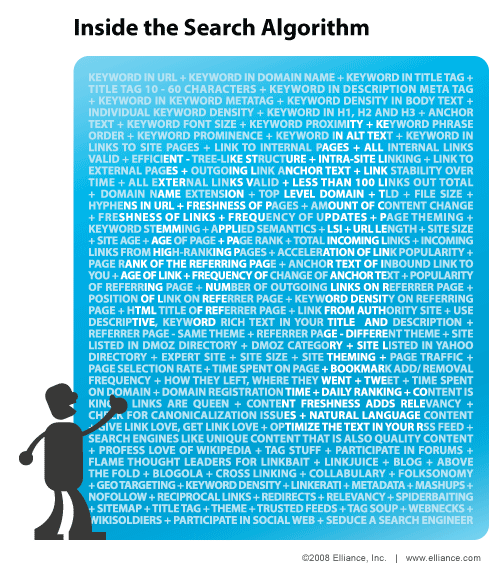 Inside the Search Algorithm
KEYWORD IN URL + KEYWORD IN DOMAIN NAME + KEYWORD IN TITLE TAG +
TITLE TAG 10 - 60 CHARACTERS + KEYWORD IN DESCRIPTION META TAG
+ KEYWORD IN KEYWORD METATAG + KEYWORD DENSITY IN BODY TEXT +
INDIVIDUAL KEYWORD DENSITY + KEYWORD IN H1, H2 AND H3 + ANCHOR
TEXT + KEYWORD FONT SIZE + KEYWORD PROXIMITY + KEYWORD PHRASE
ORDER + KEYWORD PROMINENCE + KEYWORD IN ALT TEXT + KEYWORD IN
LINKS TO SITE PAGES + LINK TO INTERNAL PAGES + ALL INTERNAL LINKS
VALID + EFFICIENT - TREE-LIKE STRUCTURE + INTRA-SITE LINKING + LINK TO
EXTERNAL PAGES + OUTGOING LINK ANCHOR TEXT + LINK STABILITY OVER
TIME + ALL EXTERNAL LINKS VALID + LESS THAN 100 LINKS OUT TOTAL
+ DOMAIN NAME EXTENSION + TOP LEVEL DOMAIN + TLD + FILE SIZE +
HYPHENS IN URL + FRESHNESS OF PAGES + AMOUNT OF CONTENT CHANGE
+ FRESHNESS OF LINKS + FREQUENCY OF UPDATES + PAGE THEMING +
KEYWORD STEMMING + APPLIED SEMANTICS + LSI + URL LENGTH + SITE SIZE
+ SITE AGE + AGE OF PAGE + PAGE RANK + TOTAL INCOMING LINKS + INCOMING
LINKS FROM HIGH-RANKING PAGES + ACCELERATION OF LINK POPULARITY +
PAGE RANK OF THE REFERRING PAGE + ANCHOR TEXT OF INBOUND LINK TO
YOU + AGE OF LINK + FREQUENCY OF CHANGE OF ANCHOR TEXT + POPULARITY
OF REFERRING PAGE + NUMBER OF OUTGOING LINKS ON REFERRER PAGE +
POSITION OF LINK ON REFERRER PAGE + KEYWORD DENSITY ON REFERRING
PAGE + HTML TITLE OF REFERRER PAGE + LINK FROM AUTHORITY SITE + USE
DESCRIPTIVE, KEYWORD RICH TEXT IN YOUR TITLE AND DESCRIPTION +
REFERRER PAGE - SAME THEME + REFERRER PAGE - DIFFERENT THEME + SITE
LISTED IN DMOZ DIRECTORY + DMOZ CATEGORY + SITE LISTED IN YAHOO
DIRECTORY + EXPERT SITE + SITE SIZE + SITE THEMING + PAGE TRAFFIC +
PAGE SELECTION RATE + TIME SPENT ON PAGE + BOOKMARK ADD/ REMOVAL
FREQUENCY + HOW THEY LEFT, WHERE THEY WENT + TWEET + TIME SPENT
ON DOMAIN + DOMAIN REGISTRATION TIME + DAILY RANKING + CONTENT IS
KING, LINKS ARE QUEEN + CONTENT FRESHNESS ADDS RELEVANCY +
CHECK FOR CANONICALIZATION ISSUES + NATURAL LANGUAGE CONTENT
+ GIVE LINK LOVE, GET LINK LOVE + OPTIMIZE THE TEXT IN YOUR RSS FEED +
SEARCH ENGINES LIKE UNIQUE CONTENT THAT IS ALSO QUALITY CONTENT
+ PROFESS LOVE OF WIKIPEDIA + TAG STUFF + PARTICIPATE IN FORUMS +
FLAME THOUGHT LEADERS FOR LINKBAIT + LINKJUICE + BLOG + ABOVE
THE FOLD + BLOGOLA + CROSS LINKING + COLLABULARY + FOLKSONOMY
+ GEO TARGETING + KEYWORD DENSITY + LINKERATI + METADATA + MASHUPS +
NOFOLLOW + RECIPROCAL LINKS + REDIRECTS + RELEVANCY + SPIDERBAITING
+ SITEMAP + TITLE TAG + THEME + TRUSTED FEEDS + TAG SOUP + WEBNECKS +
WIKISOLDIERS + PARTICIPATE IN SOCIAL WEB + SEDUCE A SEARCH ENGINEER
©2008 Elliance, Inc. | www.elliance.com